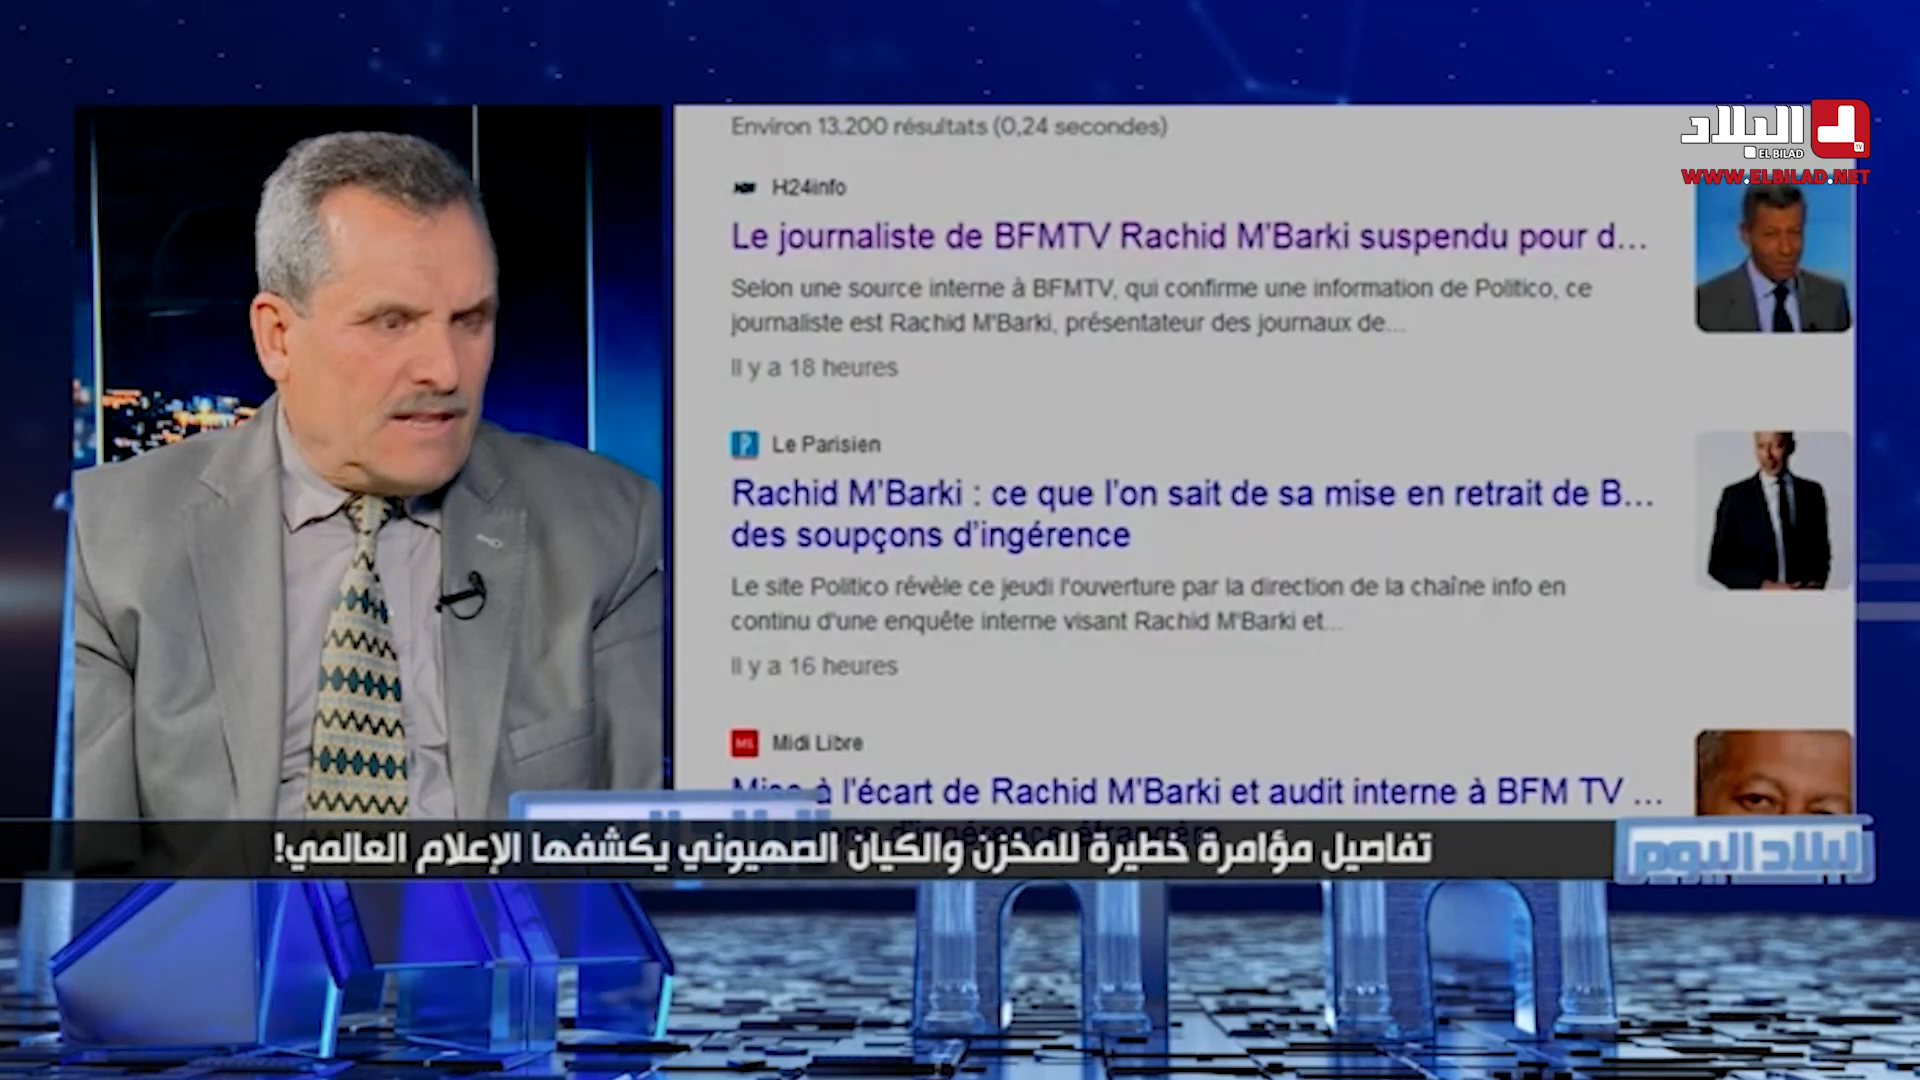 البلاد
EL BILAD
TV
WWW.ELBILAD.NET
Environ 13.200 résultats (0,24 secondes)
H24info
Le journaliste de BFMTV Rachid M'Barki suspendu pour d...
Selon une source interne à BFMTV, qui confirme une information de Politico, ce
journaliste est Rachid M'Barki, présentateur des journaux de...
Il y a 18 heures
Le Parisien
Rachid M'Barki : ce que l'on sait de sa mise en retrait de B...
des soupçons d'ingérence
Le site Politico révèle ce jeudi l'ouverture par la direction de la chaîne info en
continu d'une enquête interne visant Rachid M'Barki et...
Il y a 16 heures
Midi Libre
Mise à l'écart de Rachid M'Barki et audit interne à BFM TV ...
d'ingérence étrangère
تفاصيل مؤامرة خطيرة للمخزن والكيان الصهيوني يكشفها الإعلام العالمي!
البلاد اليوم